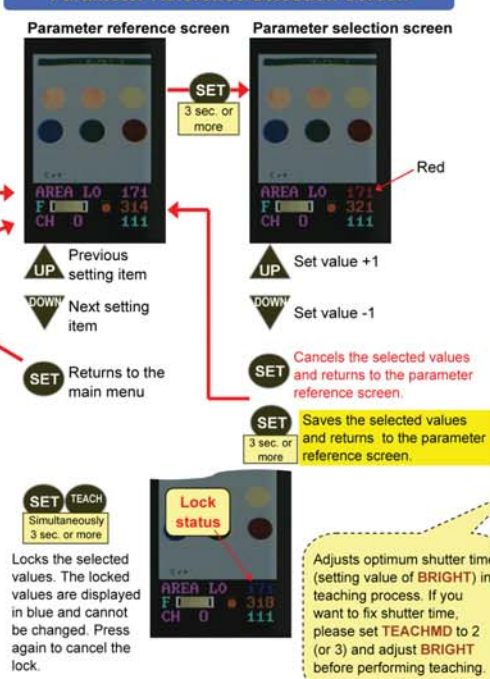 Parameter reference screen
Parameter selection screen
SET
3 sec. or
more
Red
AREA LO 171
F 314
CH 0 111
AREA LO 171
F 321
CH 0 111
UP
Previous
setting item
DOWN
Next setting
item
SET
Returns to the
main menu
UP
Set value +1
DOWN
Set value -1
SET
Cancels the selected values
and returns to the parameter
reference screen.
SET
3 sec. or
more
Saves the selected values
and returns to the parameter
reference screen.
SET TEACH
Simultaneously
3 sec. or more
Locks the selected
values. The locked
values are displayed
in blue and cannot
be changed. Press
again to cancel the
lock.
Lock
status
AREA LO 171
F 318
CH 0 111
Adjusts optimum shutter time
(setting value of BRIGHT) in
teaching process. If you
want to fix shutter time,
please set TEACHMD to 2
(or 3) and adjust BRIGHT
before performing teaching.